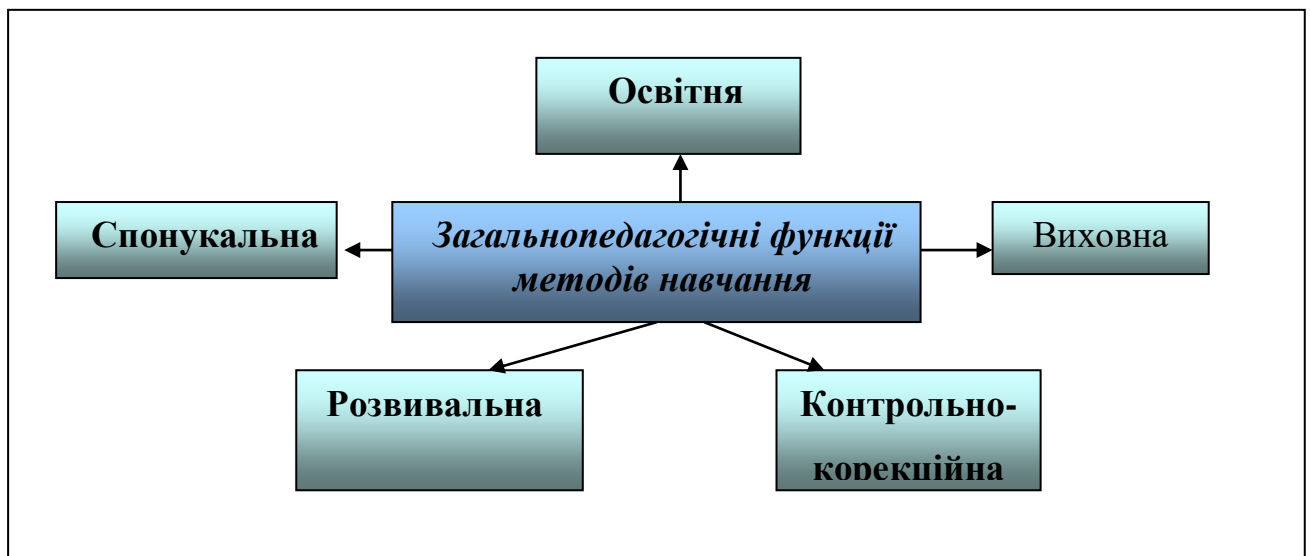 Освітня
Спонукальна
Загальнопедагогічні функції
методів навчання
Виховна
Розвивальна
Контрольно-
корекційна